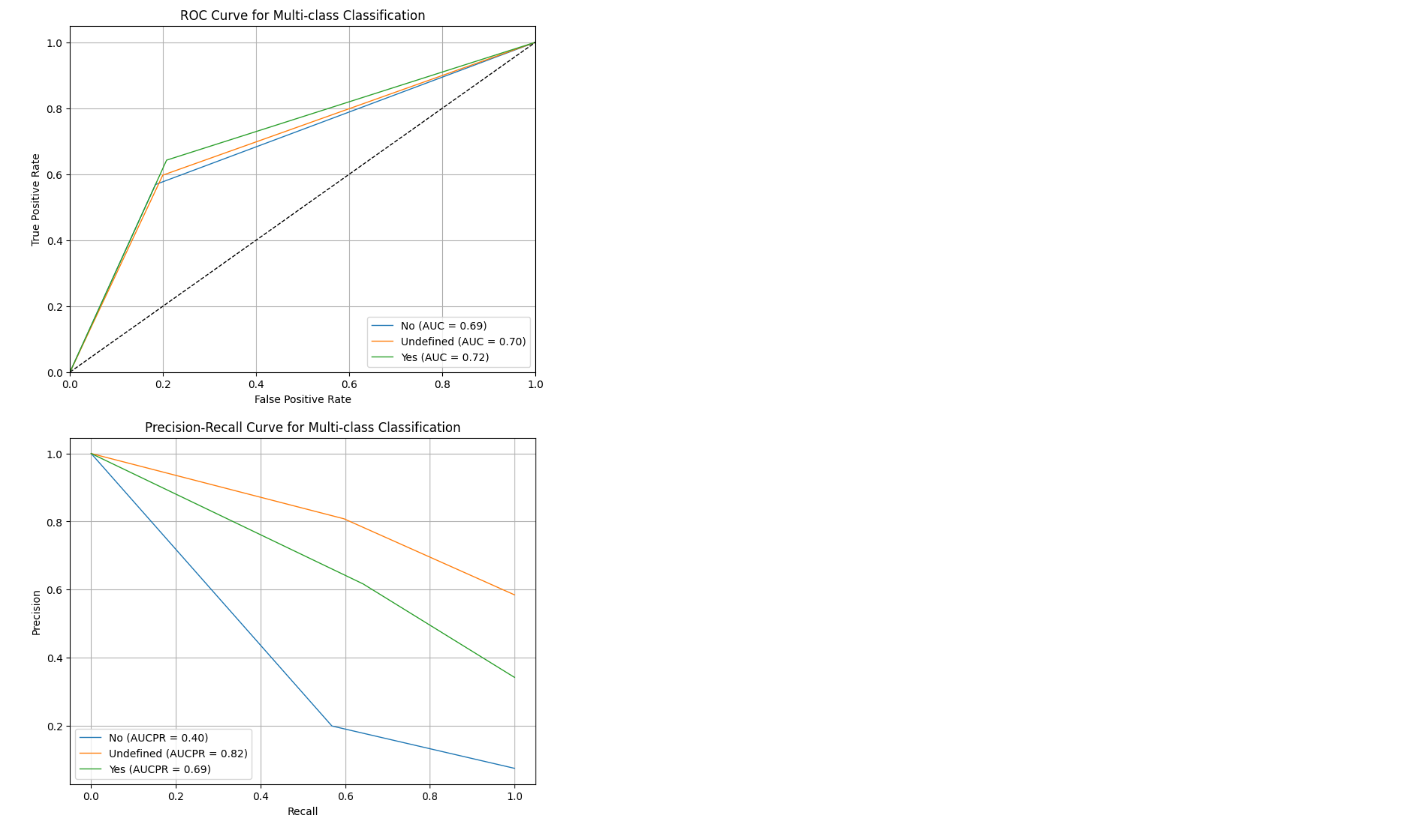 ROC Curve for Multi-class Classification
1.0
0.8
0.6
0.4
0.2
0.0
True Positive Rate
No (AUC = 0.69)
Undefined (AUC = 0.70)
Yes (AUC = 0.72)
0.0 0.2 0.4 0.6 0.8 1.0
False Positive Rate
Precision-Recall Curve for Multi-class Classification
1.0
0.8
0.6
0.4
0.2
Precision
No (AUCPR = 0.40)
Undefined (AUCPR = 0.82)
Yes (AUCPR = 0.69)
0.0 0.2 0.4 0.6 0.8 1.0
Recall